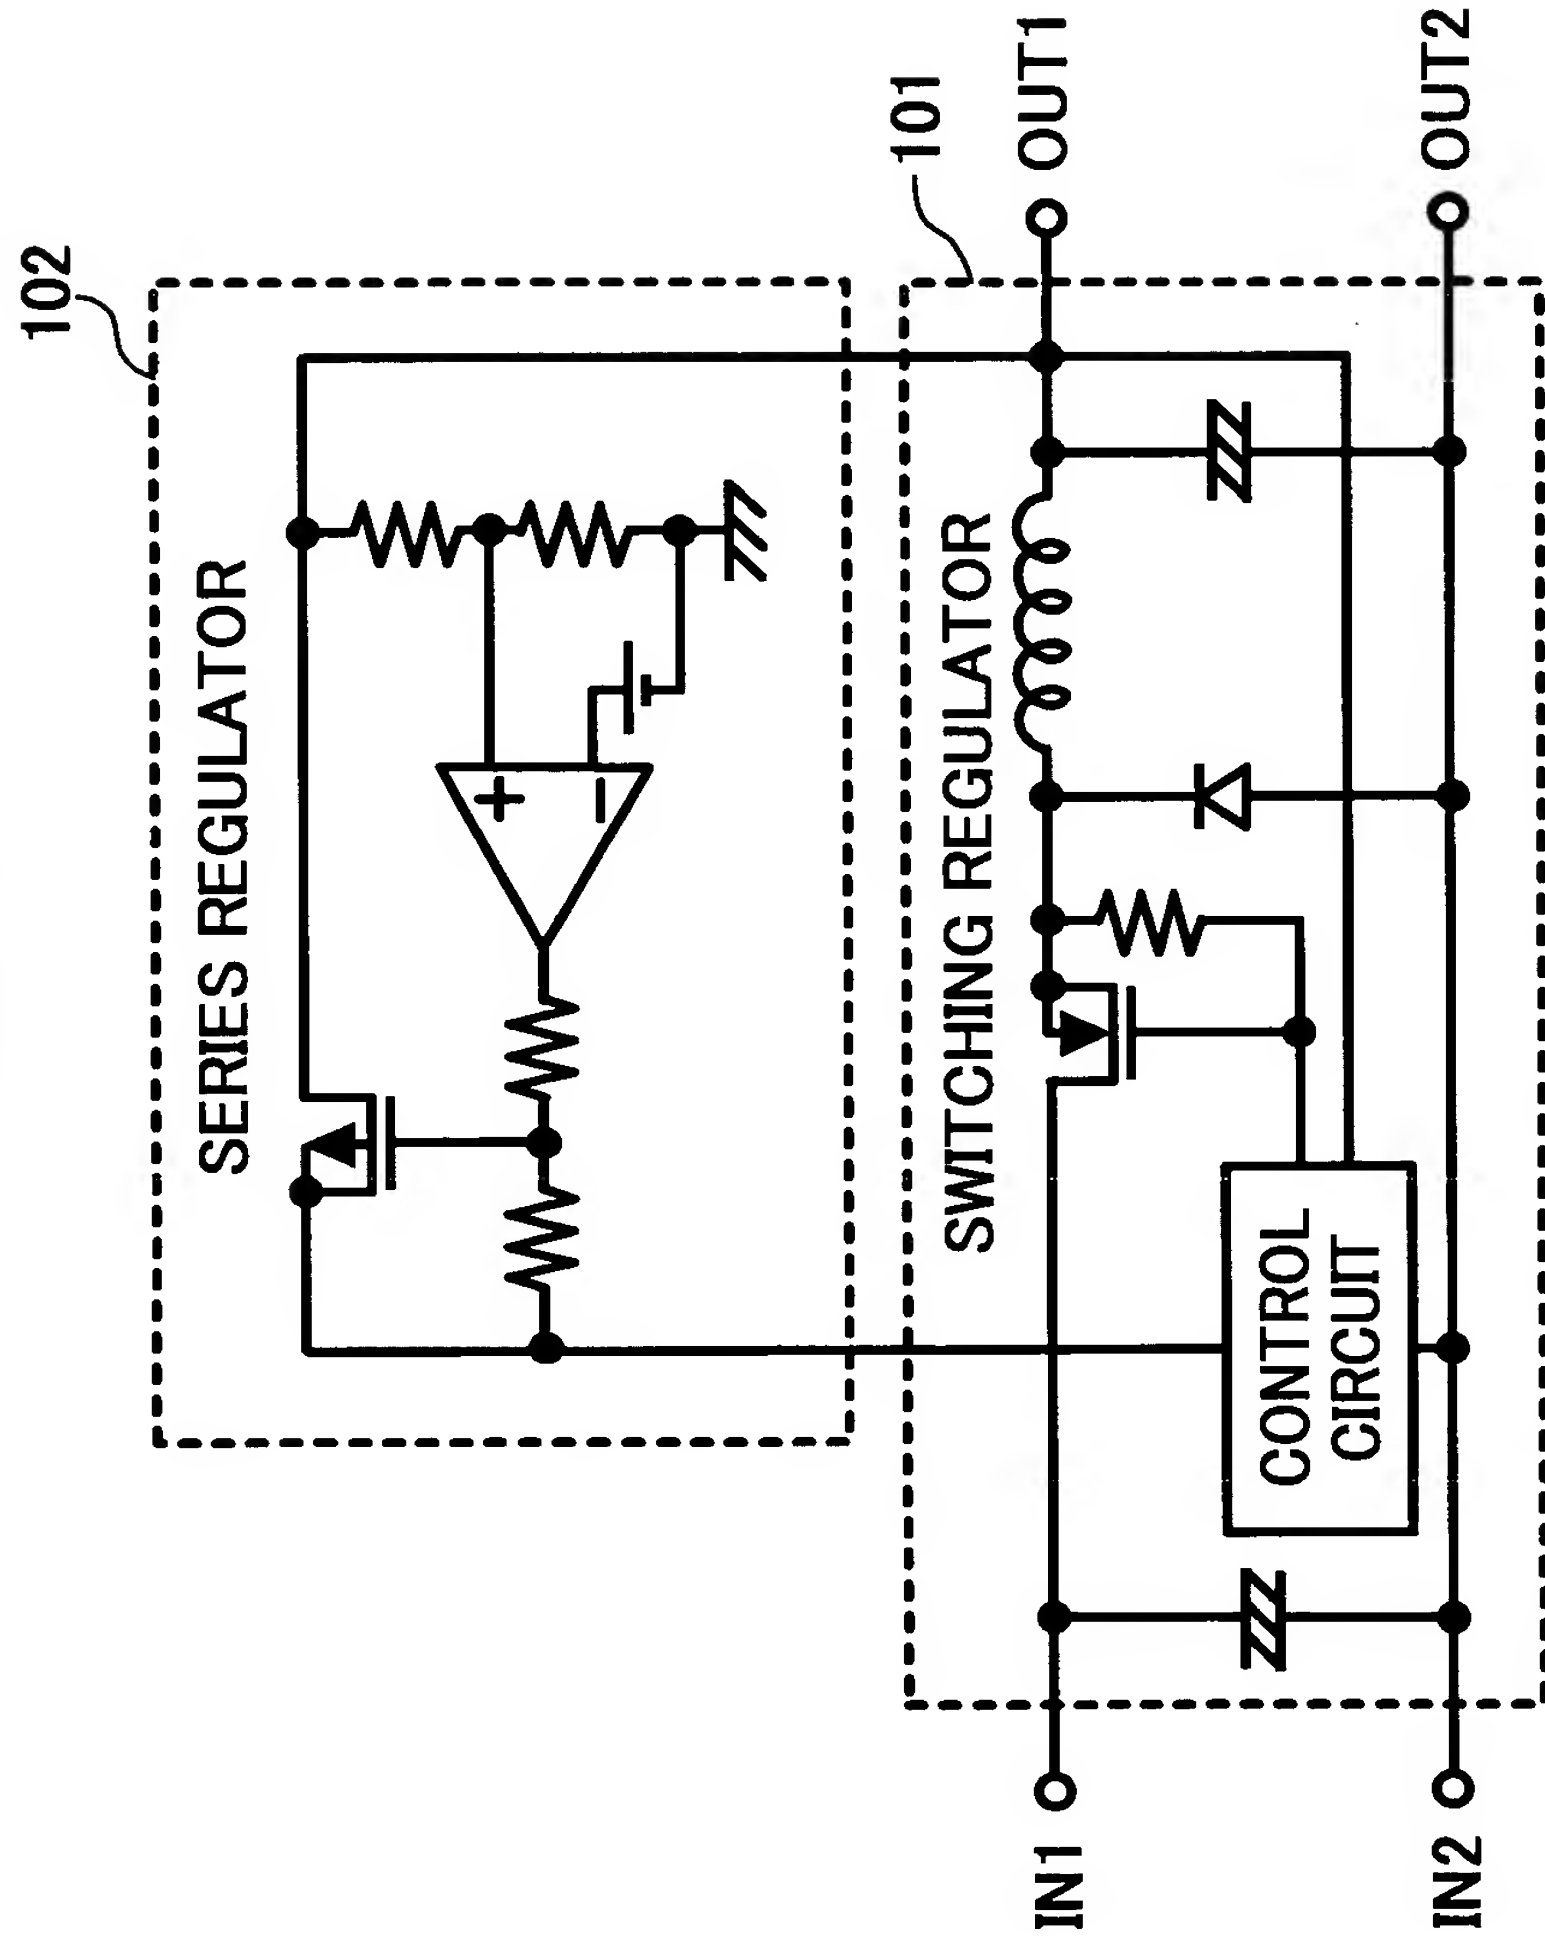 102
SERIES REGULATOR
+
−
101
SWITCHING REGULATOR
CONTROL
CIRCUIT
IN1
OUT1
IN2
OUT2